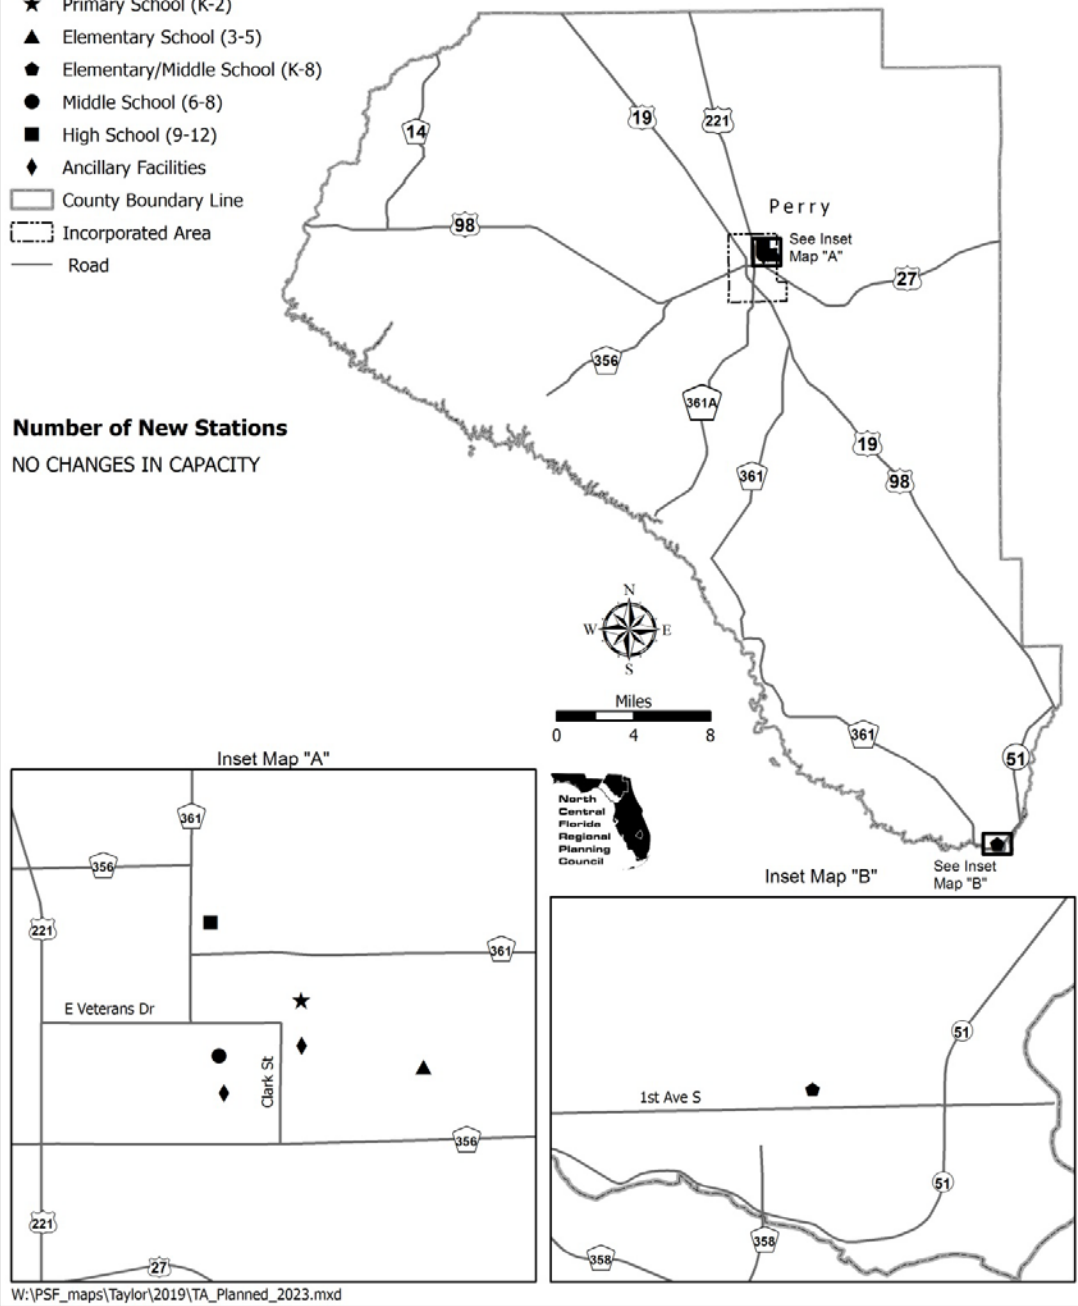 Primary School (K-2)
Elementary School (3-5)
Elementary/Middle School (K-8)
Middle School (6-8)
High School (9-12)
Ancillary Facilities
County Boundary Line
Incorporated Area
Road
14
19
221
98
Perry
See Inset
Map "A"
27
356
361A
361
19
98
Number of New Stations
NO CHANGES IN CAPACITY
N
W E
S
Miles
0 4 8
361
51
North
Central
Florida
Regional
Planning
Council
See Inset
Map "B"
Inset Map "A"
361
356
221
361
E Veterans Dr
Clark St
356
221
27
Inset Map "B"
51
1st Ave S
51
358
358
W:\PSF_maps\Taylor\2019\TA_Planned_2023.mxd